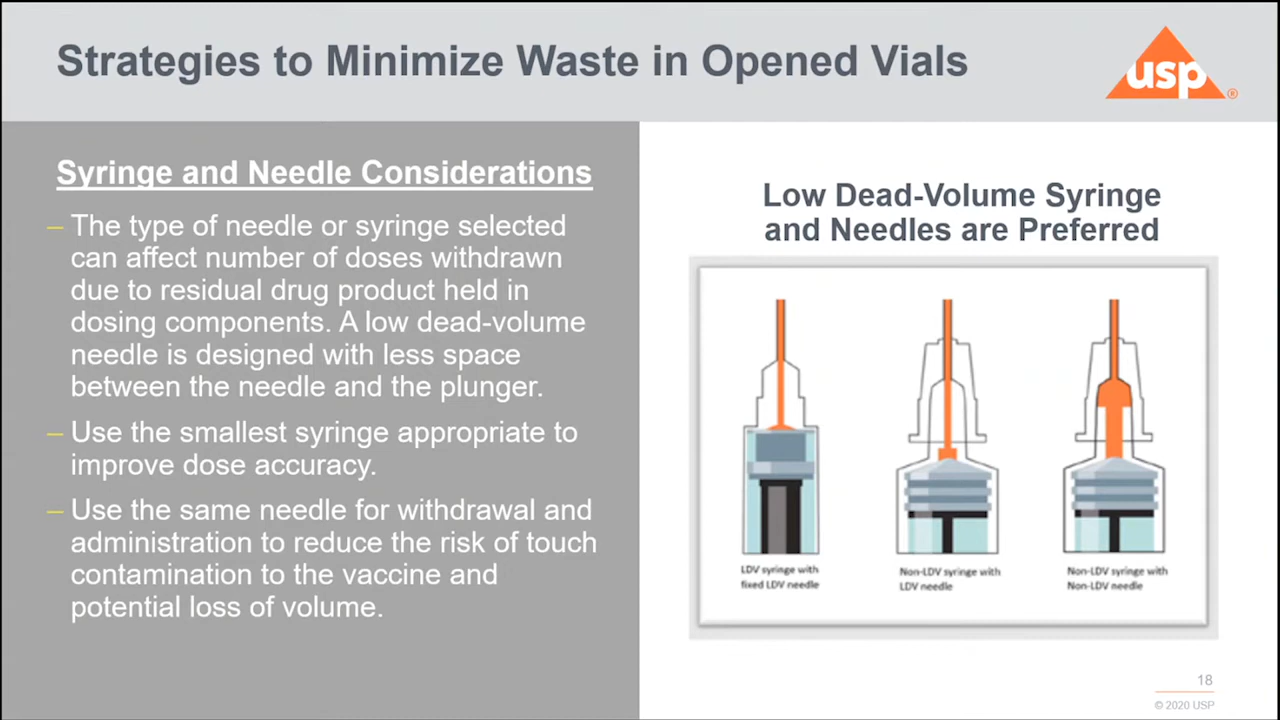 Strategies to Minimize Waste in Opened Vials
usp®
Syringe and Needle Considerations
– The type of needle or syringe selected
can affect number of doses withdrawn
due to residual drug product held in
dosing components. A low dead-volume
needle is designed with less space
between the needle and the plunger.
– Use the smallest syringe appropriate to
improve dose accuracy.
– Use the same needle for withdrawal and
administration to reduce the risk of touch
contamination to the vaccine and
potential loss of volume.
Low Dead-Volume Syringe
and Needles are Preferred
LDV syringe with
fixed LDV needle
Non-LDV syringe with
LDV needle
Non-LDV syringe with
Non-LDV needle
18
© 2020 USP